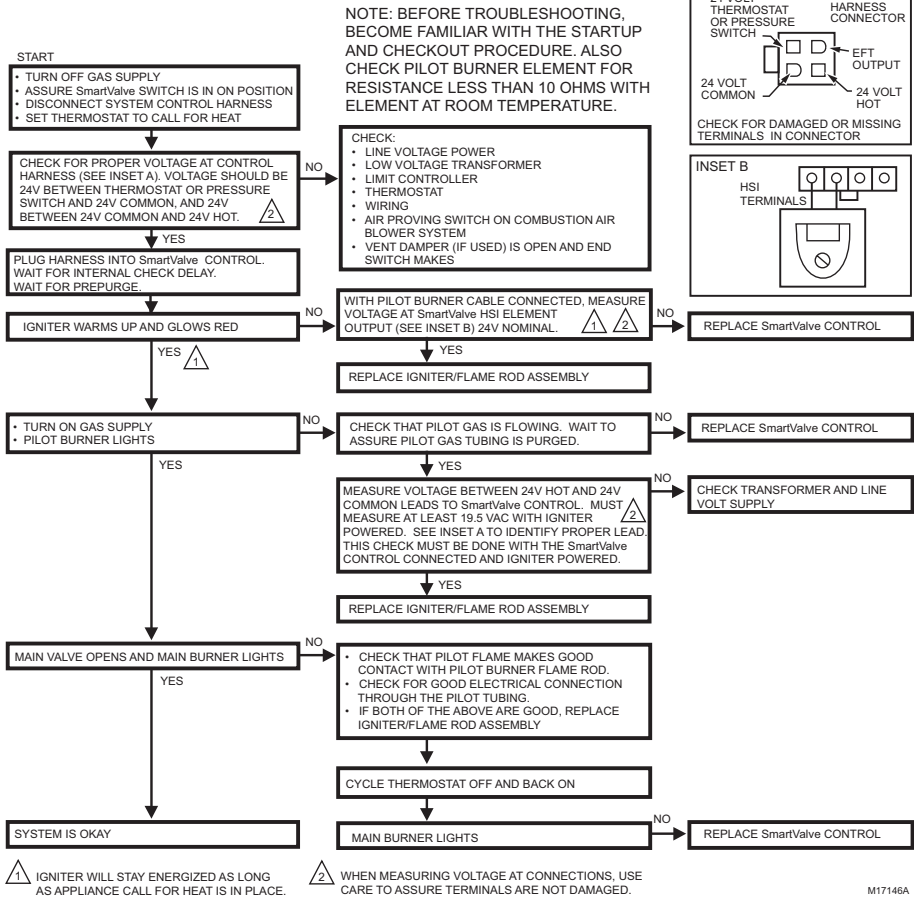 NOTE: BEFORE TROUBLESHOOTING,
BECOME FAMILIAR WITH THE STARTUP
AND CHECKOUT PROCEDURE. ALSO
CHECK PILOT BURNER ELEMENT FOR
RESISTANCE LESS THAN 10 OHMS WITH
ELEMENT AT ROOM TEMPERATURE.
THERMOSTAT
OR PRESSURE
SWITCH
HARNESS
CONNECTOR
EFT
OUTPUT
24 VOLT
COMMON
24 VOLT
HOT
CHECK FOR DAMAGED OR MISSING
TERMINALS IN CONNECTOR
INSET B
HSI
TERMINALS
START
• TURN OFF GAS SUPPLY
• ASSURE SmartValve SWITCH IS IN ON POSITION
• DISCONNECT SYSTEM CONTROL HARNESS
• SET THERMOSTAT TO CALL FOR HEAT
CHECK FOR PROPER VOLTAGE AT CONTROL
HARNESS (SEE INSET A). VOLTAGE SHOULD BE
24V BETWEEN THERMOSTAT OR PRESSURE
SWITCH AND 24V COMMON, AND 24V
BETWEEN 24V COMMON AND 24V HOT.
2
NO
CHECK:
• LINE VOLTAGE POWER
• LOW VOLTAGE TRANSFORMER
• LIMIT CONTROLLER
• THERMOSTAT
• WIRING
• AIR PROVING SWITCH ON COMBUSTION AIR
BLOWER SYSTEM
• VENT DAMPER (IF USED) IS OPEN AND END
SWITCH MAKES
YES
PLUG HARNESS INTO SmartValve CONTROL.
WAIT FOR INTERNAL CHECK DELAY.
WAIT FOR PREPURGE.
IGNITER WARMS UP AND GLOWS RED
NO
WITH PILOT BURNER CABLE CONNECTED, MEASURE
VOLTAGE AT SmartValve HSI ELEMENT
OUTPUT (SEE INSET B) 24V NOMINAL.
1
2
NO
REPLACE SmartValve CONTROL
YES
REPLACE IGNITER/FLAME ROD ASSEMBLY
YES
1
• TURN ON GAS SUPPLY
• PILOT BURNER LIGHTS
NO
CHECK THAT PILOT GAS IS FLOWING. WAIT TO
ASSURE PILOT GAS TUBING IS PURGED.
NO
REPLACE SmartValve CONTROL
YES
YES
MEASURE VOLTAGE BETWEEN 24V HOT AND 24V
COMMON LEADS TO SmartValve CONTROL. MUST
MEASURE AT LEAST 19.5 VAC WITH IGNITER
POWERED. SEE INSET A TO IDENTIFY PROPER LEAD.
THIS CHECK MUST BE DONE WITH THE SmartValve
CONTROL CONNECTED AND IGNITER POWERED.
2
NO
CHECK TRANSFORMER AND LINE
VOLT SUPPLY
YES
REPLACE IGNITER/FLAME ROD ASSEMBLY
MAIN VALVE OPENS AND MAIN BURNER LIGHTS
NO
• CHECK THAT PILOT FLAME MAKES GOOD
CONTACT WITH PILOT BURNER FLAME ROD.
• CHECK FOR GOOD ELECTRICAL CONNECTION
THROUGH THE PILOT TUBING.
• IF BOTH OF THE ABOVE ARE GOOD, REPLACE
IGNITER/FLAME ROD ASSEMBLY
YES
CYCLE THERMOSTAT OFF AND BACK ON
SYSTEM IS OKAY
MAIN BURNER LIGHTS
NO
REPLACE SmartValve CONTROL
1 IGNITER WILL STAY ENERGIZED AS LONG
AS APPLIANCE CALL FOR HEAT IS IN PLACE.
2 WHEN MEASURING VOLTAGE AT CONNECTIONS, USE
CARE TO ASSURE TERMINALS ARE NOT DAMAGED.
M17146A